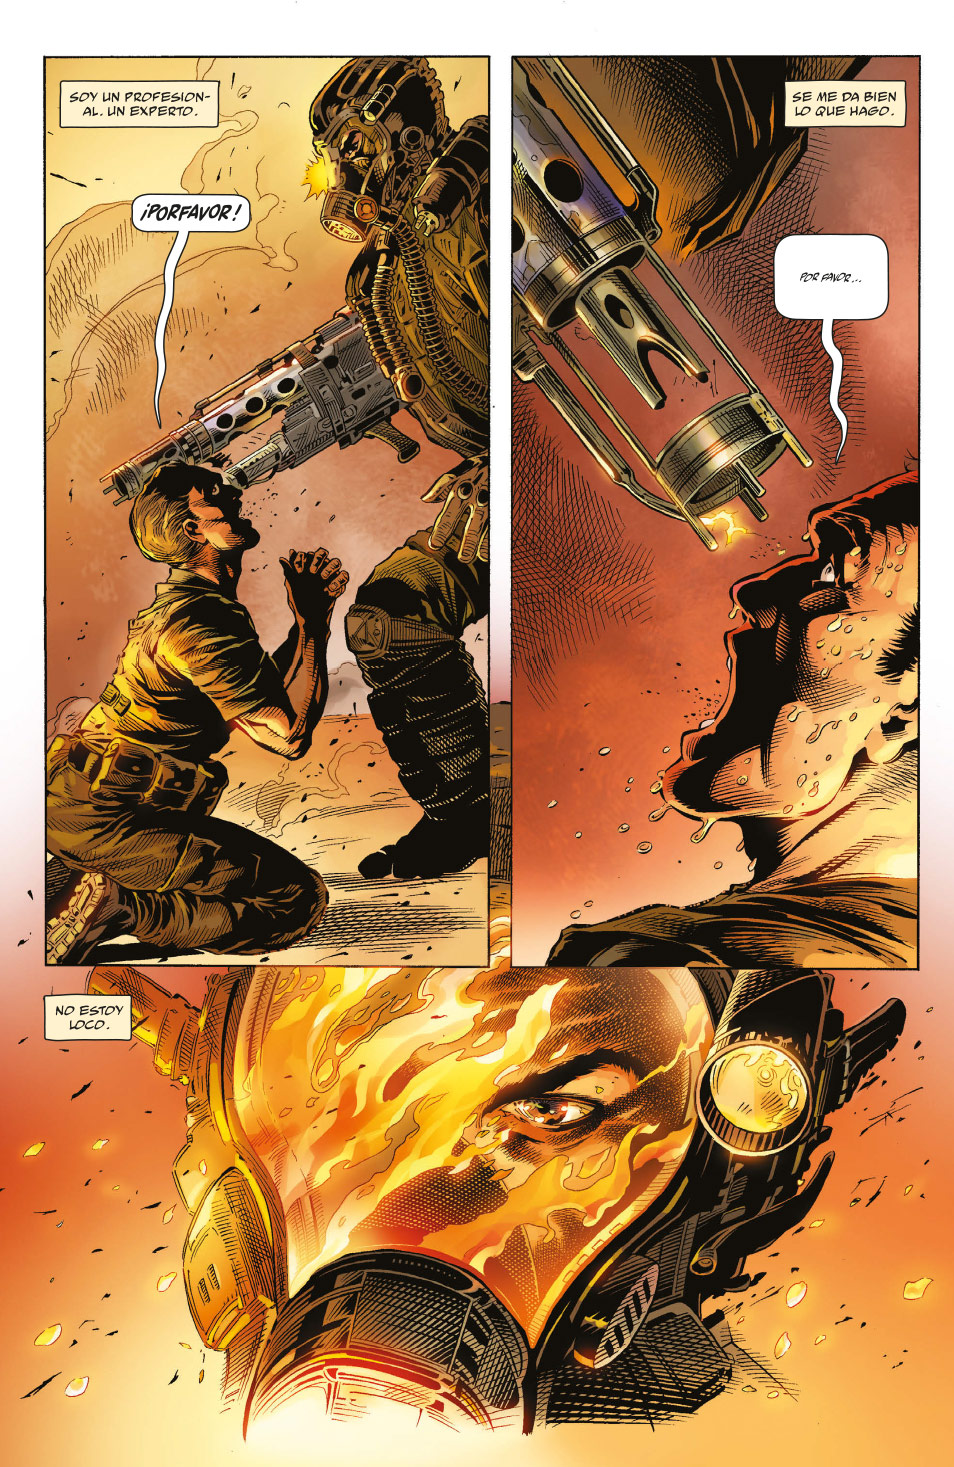 SOY UN PROFESION-
AL. UN EXPERTO.
¡PORFAVOR!
SE ME DA BIEN
LO QUE HAGO.
POR FAVOR...
NO ESTOY
LOCO.